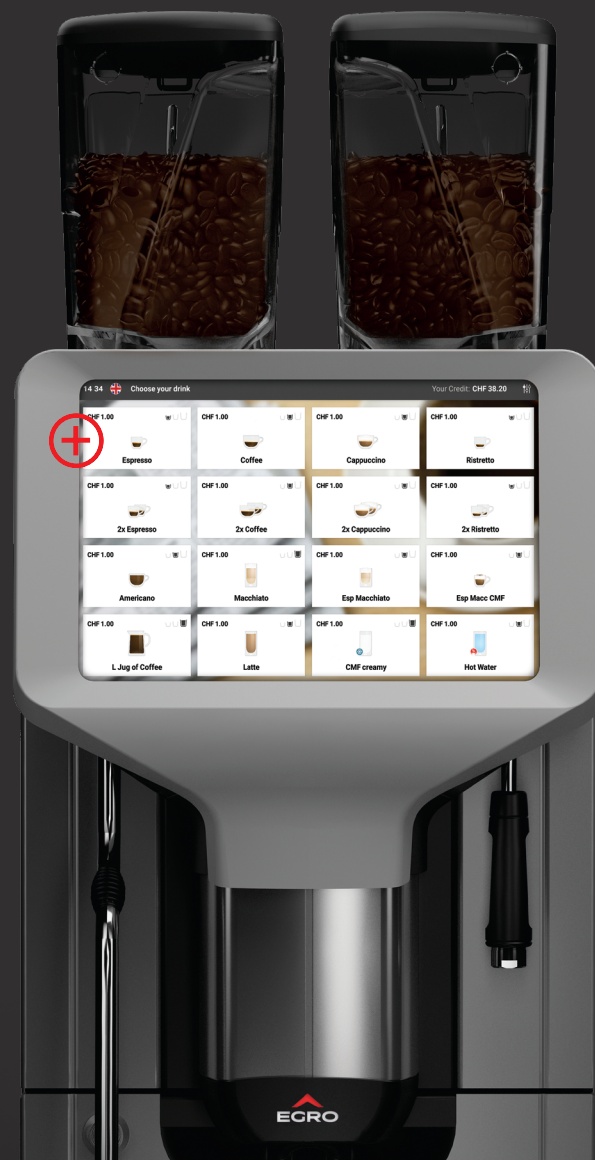 14 34 Choose your drink Your Credit: CHF 38.20
CHF 1.00 CHF 1.00 CHF 1.00 CHF 1.00
Espresso Coffee Cappuccino Ristretto
CHF 1.00 CHF 1.00 CHF 1.00 CHF 1.00
2x Espresso 2x Coffee 2x Cappuccino 2x Ristretto
CHF 1.00 CHF 1.00 CHF 1.00 CHF 1.00
Americano Macchiato Esp Macchiato Esp Macc CMF
CHF 1.00 CHF 1.00 CHF 1.00 CHF 1.00
L Jug of Coffee Latte CMF creamy Hot Water
EGRO